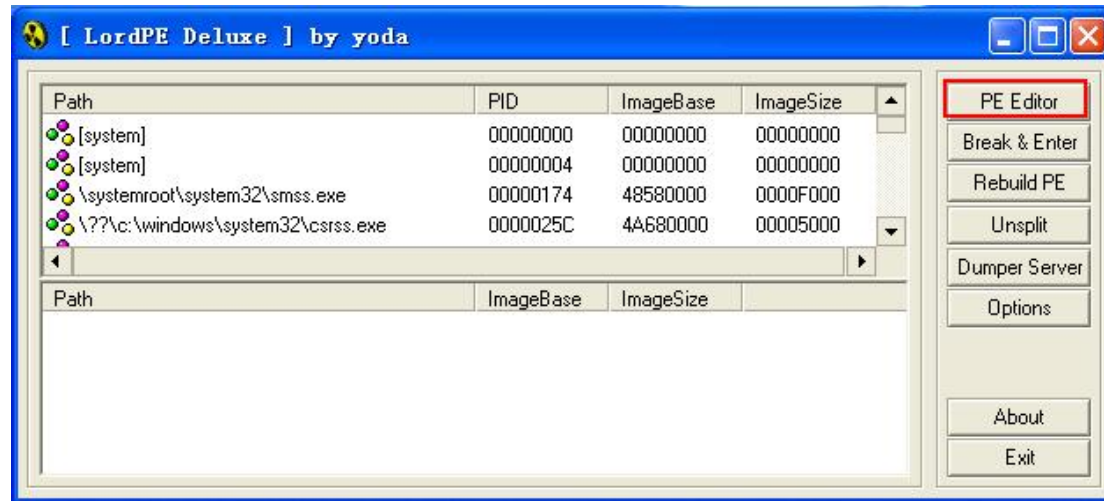 [ LordPE Deluxe ] by yoda
Path PID ImageBase ImageSize
[system] 00000000 00000000 00000000
[system] 00000004 00000000 00000000
\systemroot\system32\smss.exe 00000174 48580000 0000F000
\??\c:\windows\system32\csrss.exe 0000025C 4A680000 00005000
Path ImageBase ImageSize
PE Editor
Break & Enter
Rebuild PE
Unsplit
Dumper Server
Options
About
Exit